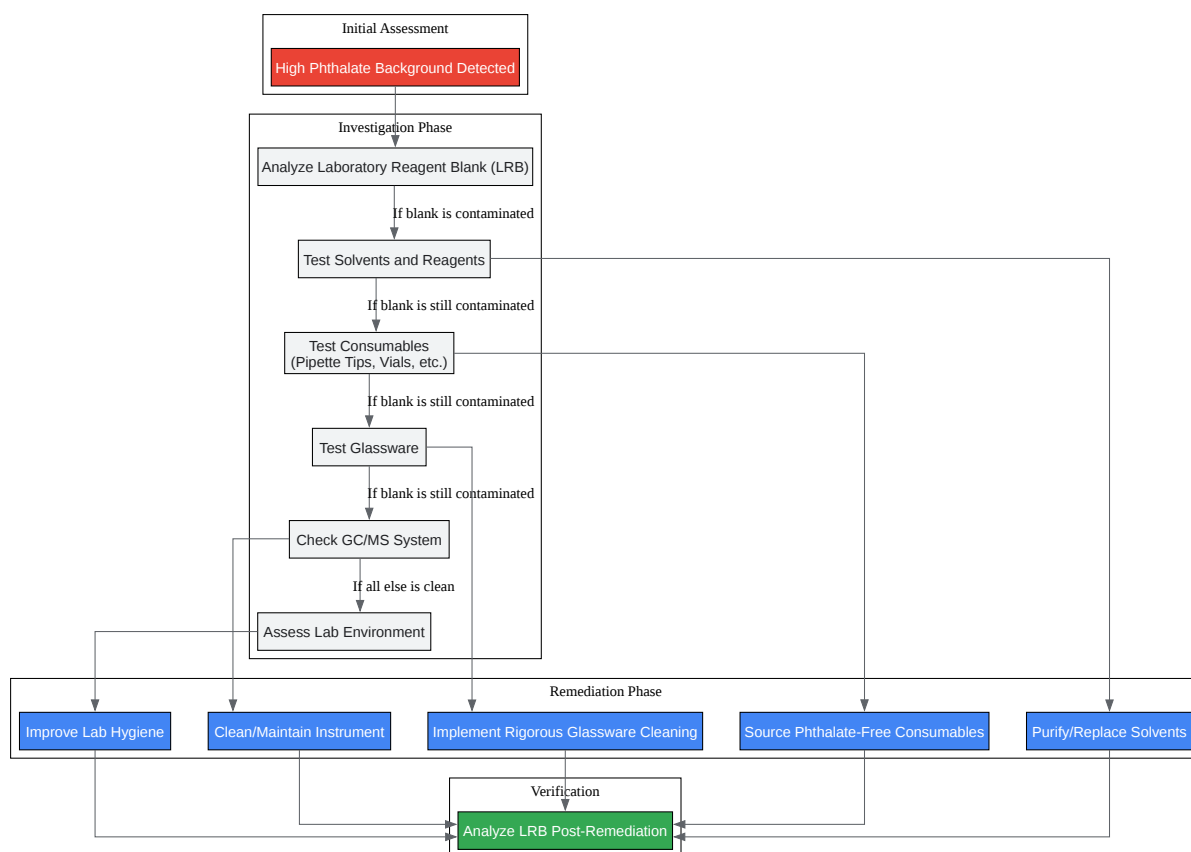 Initial Assessment
High Phthalate Background Detected
Investigation Phase
Analyze Laboratory Reagent Blank (LRB)
If blank is contaminated
Test Solvents and Reagents
If blank is still contaminated
Test Consumables
(Pipette Tips, Vials, etc.)
If blank is still contaminated
Test Glassware
If blank is still contaminated
Check GC/MS System
If all else is clean
Assess Lab Environment
Remediation Phase
Improve Lab Hygiene
Clean/Maintain Instrument
Implement Rigorous Glassware Cleaning
Source Phthalate-Free Consumables
Purify/Replace Solvents
Verification
Analyze LRB Post-Remediation